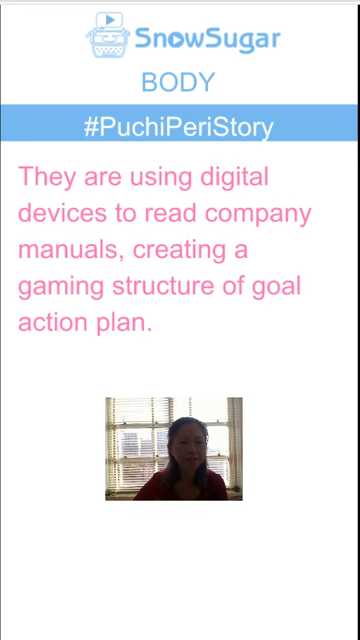 SnowSugar
BODY
#PuchiPeriStory
They are using digital
devices to read company
manuals, creating a
gaming structure of goal
action plan.